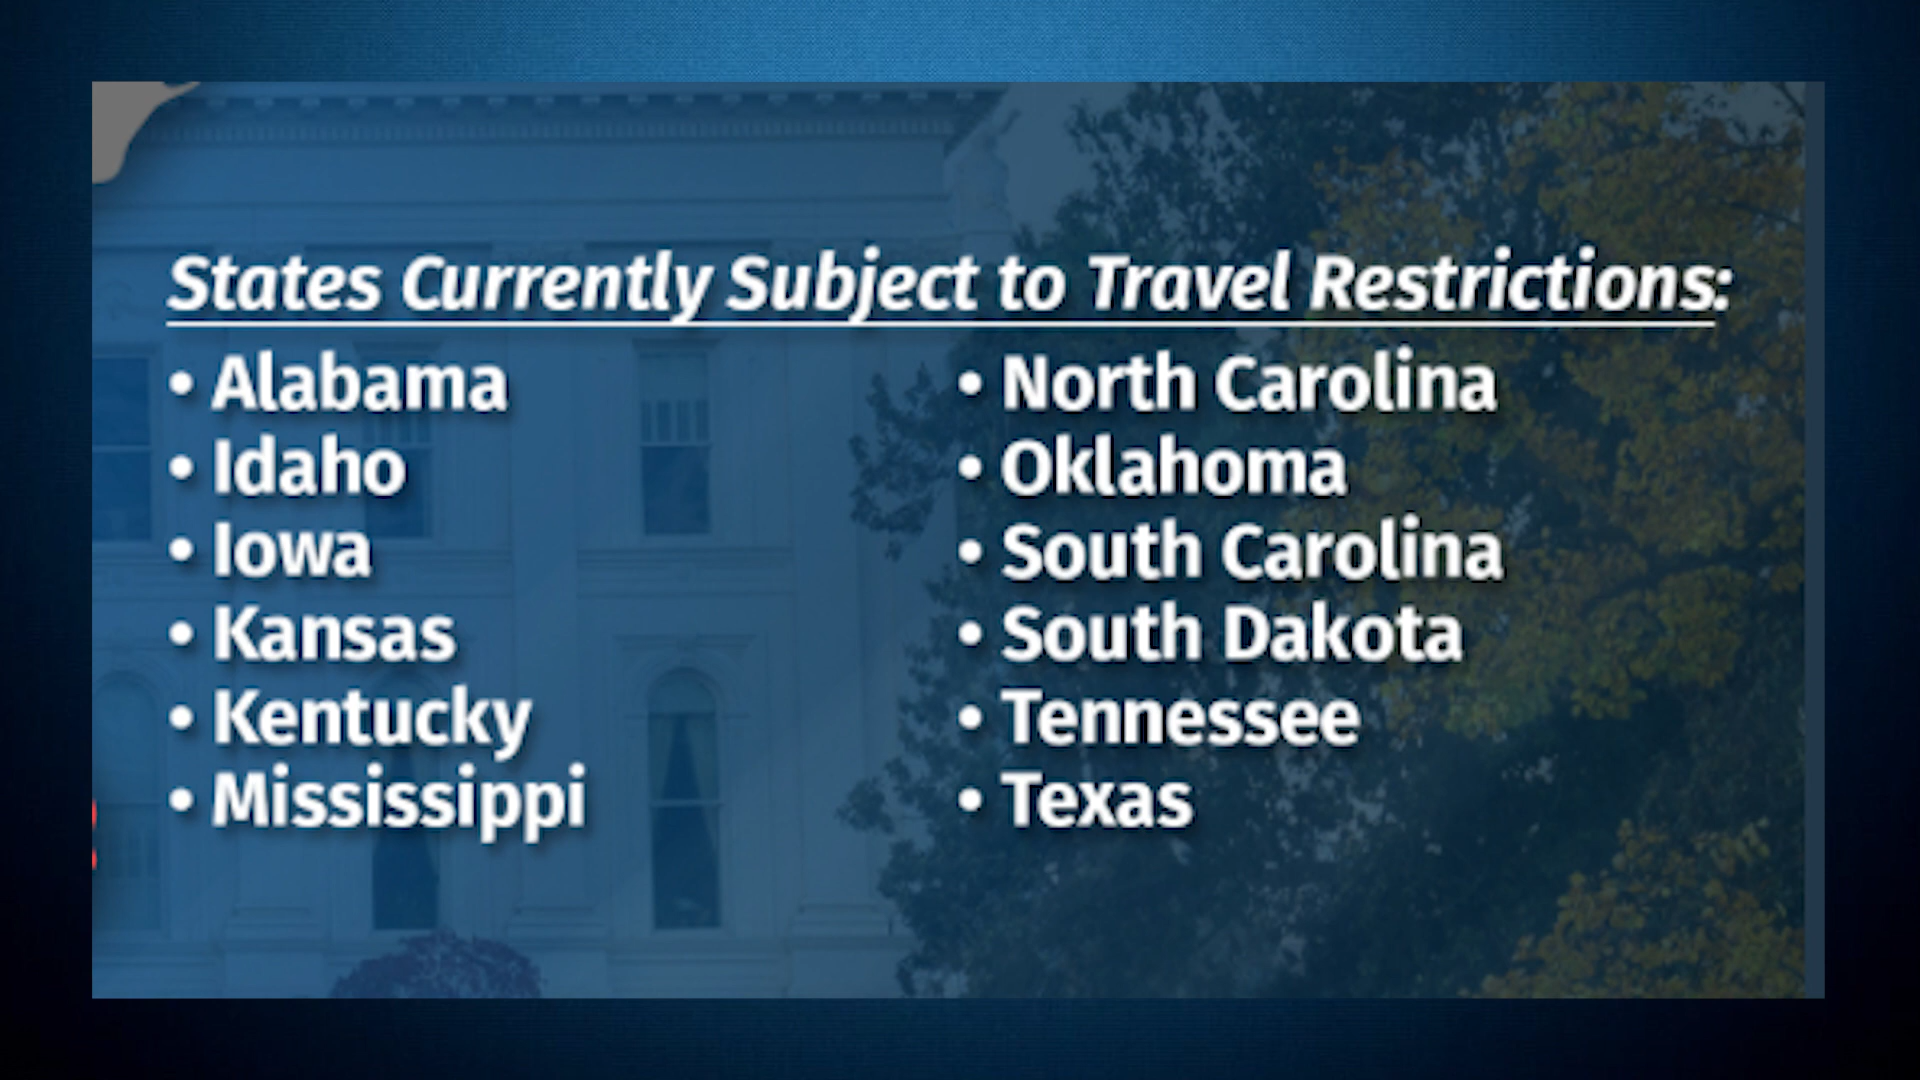 States Currently Subject to Travel Restrictions:
• Alabama
• Idaho
• Iowa
• Kansas
• Kentucky
• Mississippi
• North Carolina
• Oklahoma
• South Carolina
• South Dakota
• Tennessee
• Texas